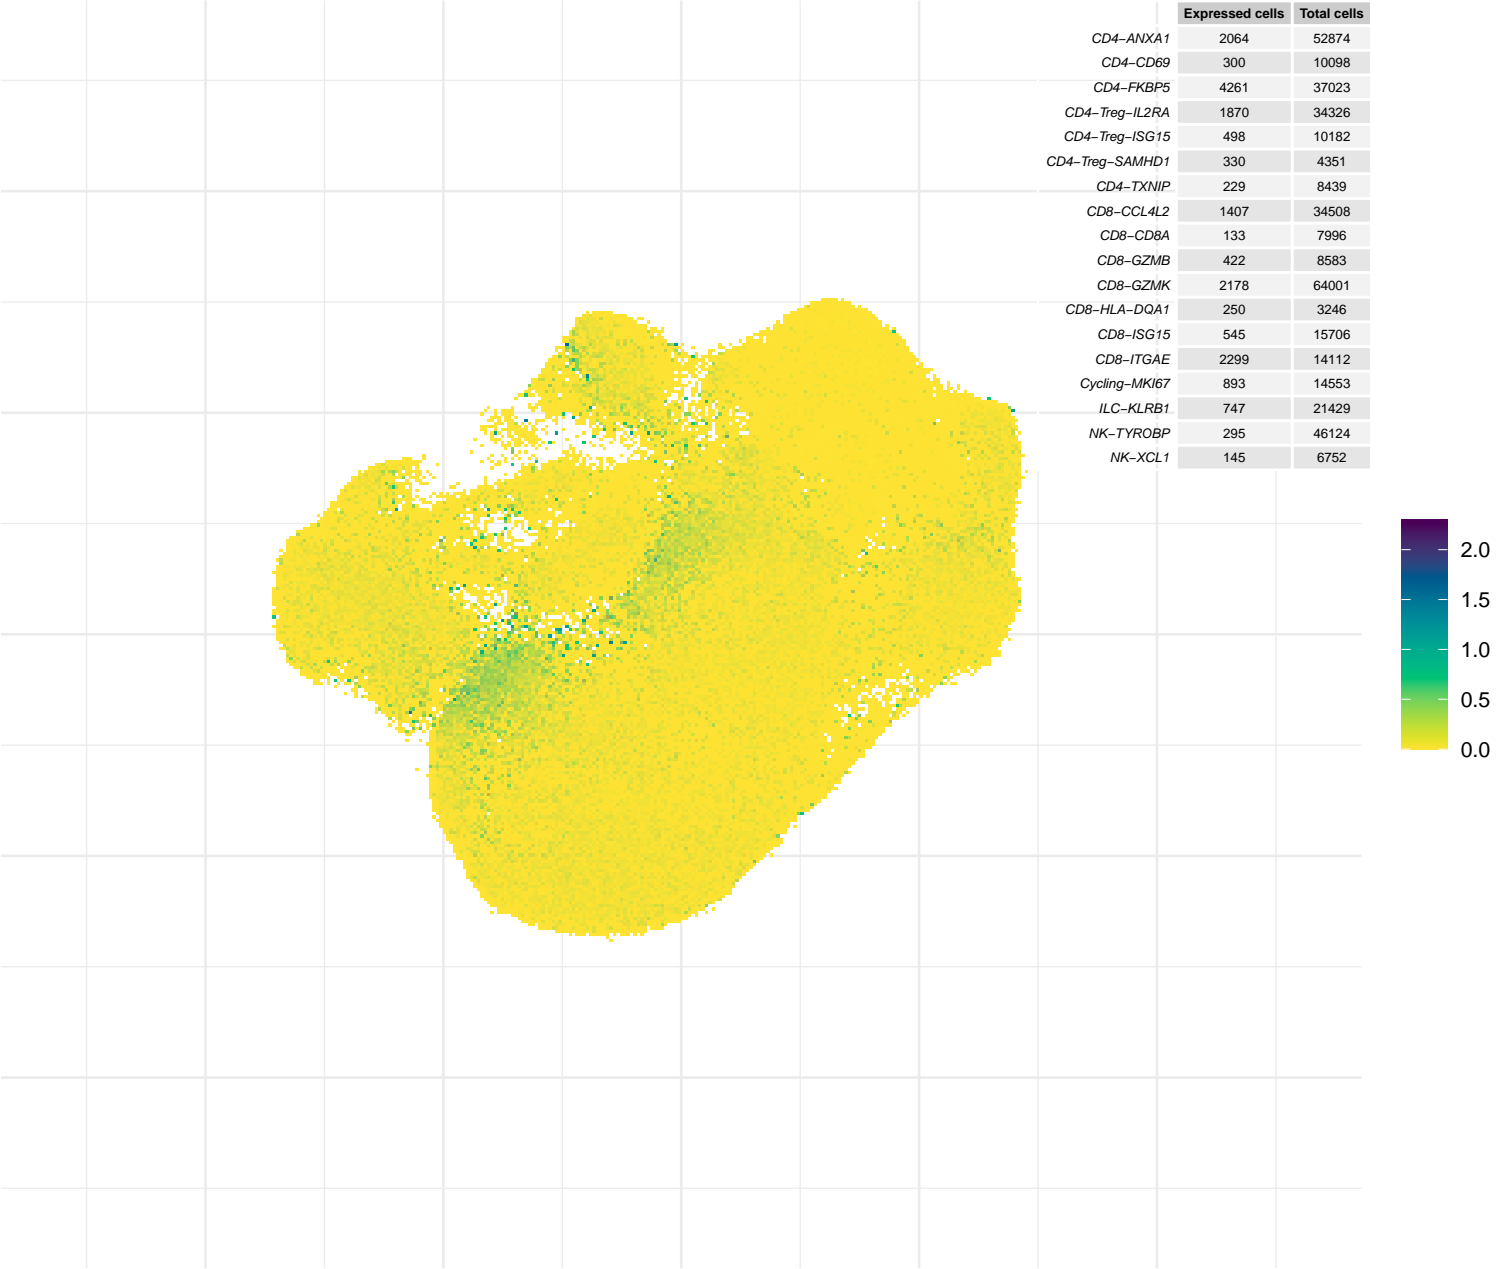 Expressed cells Total cells
CD4−ANXA1 2064 52874
CD4−CD69 300 10098
CD4−FKBP5 4261 37023
CD4−Treg−IL2RA 1870 34326
CD4−Treg−ISG15 498 10182
CD4−Treg−SAMHD1 330 4351
CD4−TXNIP 229 8439
CD8−CCL4L2 1407 34508
CD8−CD8A 133 7996
CD8−GZMB 422 8583
CD8−GZMK 2178 64001
CD8−HLA−DQA1 250 3246
CD8−ISG15 545 15706
CD8−ITGAE 2299 14112
Cycling−MKI67 893 14553
ILC−KLRB1 747 21429
NK−TYROBP 295 46124
NK−XCL1 145 6752
2.0
1.5
1.0
0.5
0.0